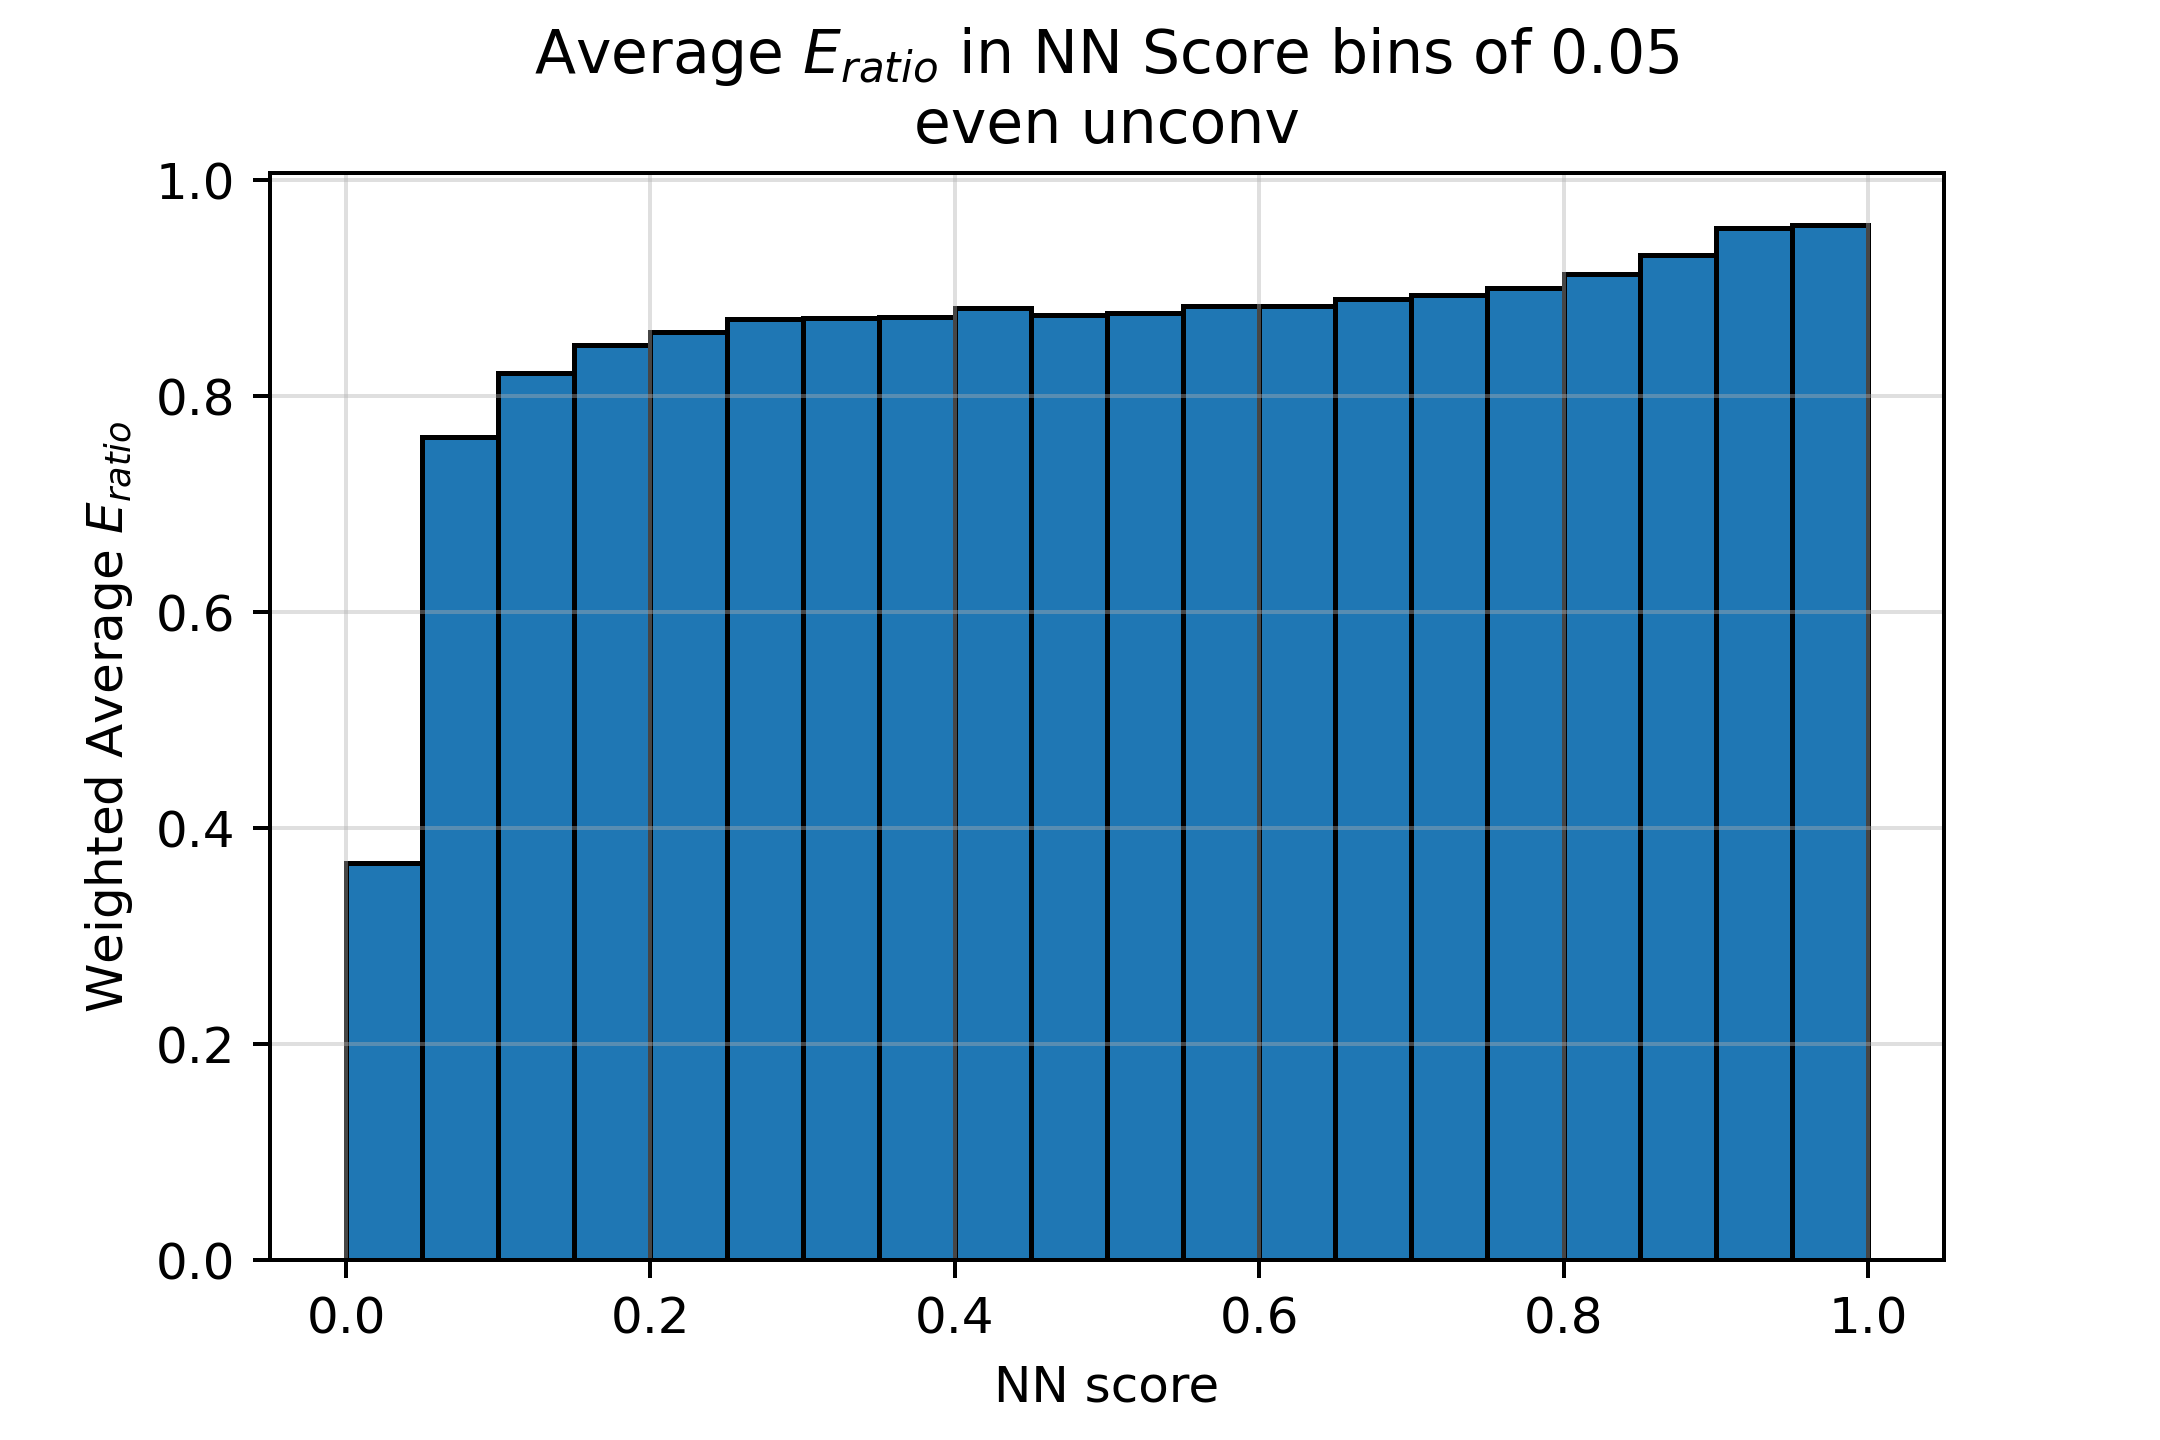 Average E_ratio in NN Score bins of 0.05
even unconv
Weighted Average E_ratio
1.0
0.8
0.6
0.4
0.2
0.0
0.0 0.2 0.4 0.6 0.8 1.0
NN score